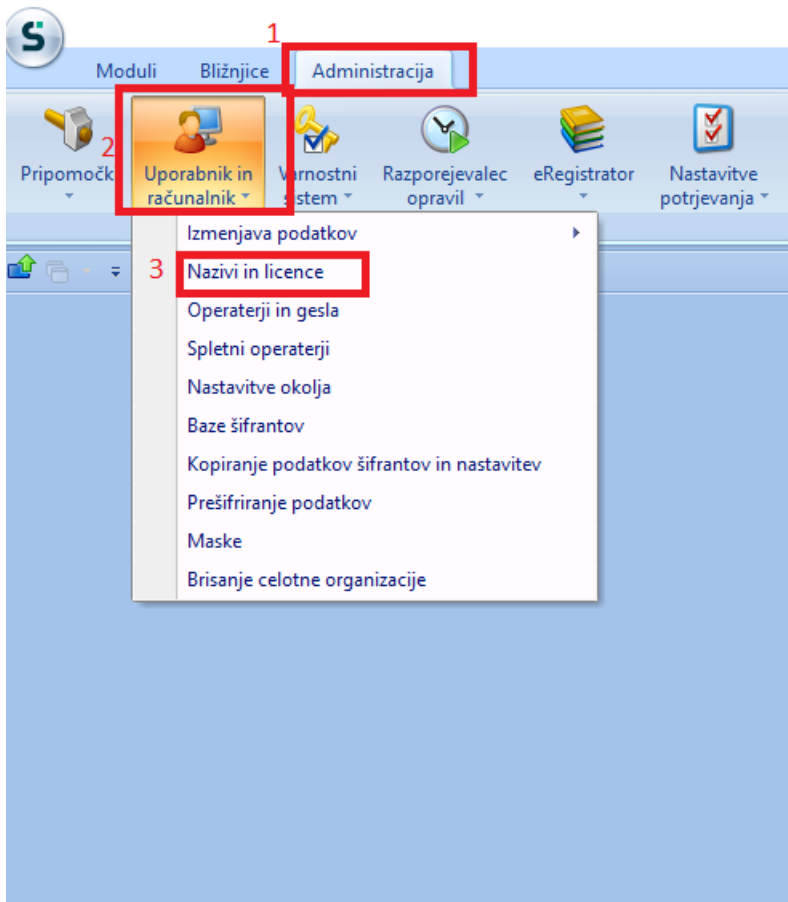 S
1
Moduli Bližnjice Administracija
2
Pripomočk Uporabnik in računalnik Varnostni sistem Razporejevalec opravil eRegistrator Nastavitve potrjevanja
Izmenjava podatkov
3 Nazivi in licence
Operaterji in gesla
Spletni operaterji
Nastavitve okolja
Baze šifrantov
Kopiranje podatkov šifrantov in nastavitev
Prešifriranje podatkov
Maske
Brisanje celotne organizacije